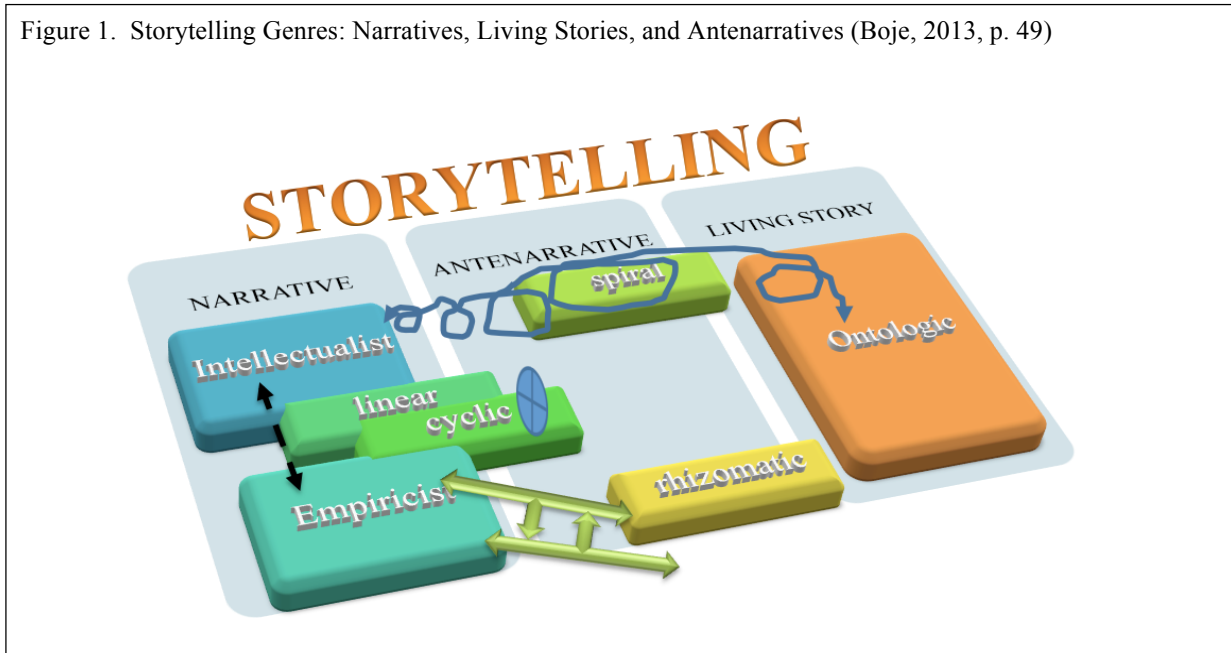 Figure 1. Storytelling Genres: Narratives, Living Stories, and Antenarratives (Boje, 2013, p. 49)
STORYTELLING
NARRATIVE
ANTENARRATIVE
LIVING STORY
Intellectualist
spiral
Ontologic
linear
cyclic
Empiricist
rhizomatic